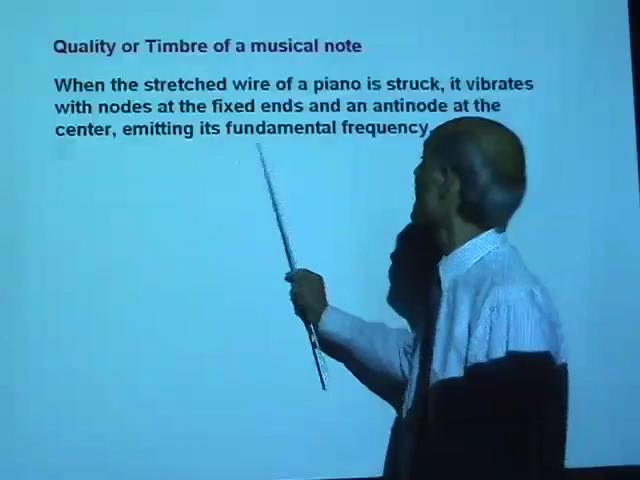 Quality or Timbre of a musical note
When the stretched wire of a piano is struck, it vibrates
with nodes at the fixed ends and an antinode at the
center, emitting its fundamental frequency.